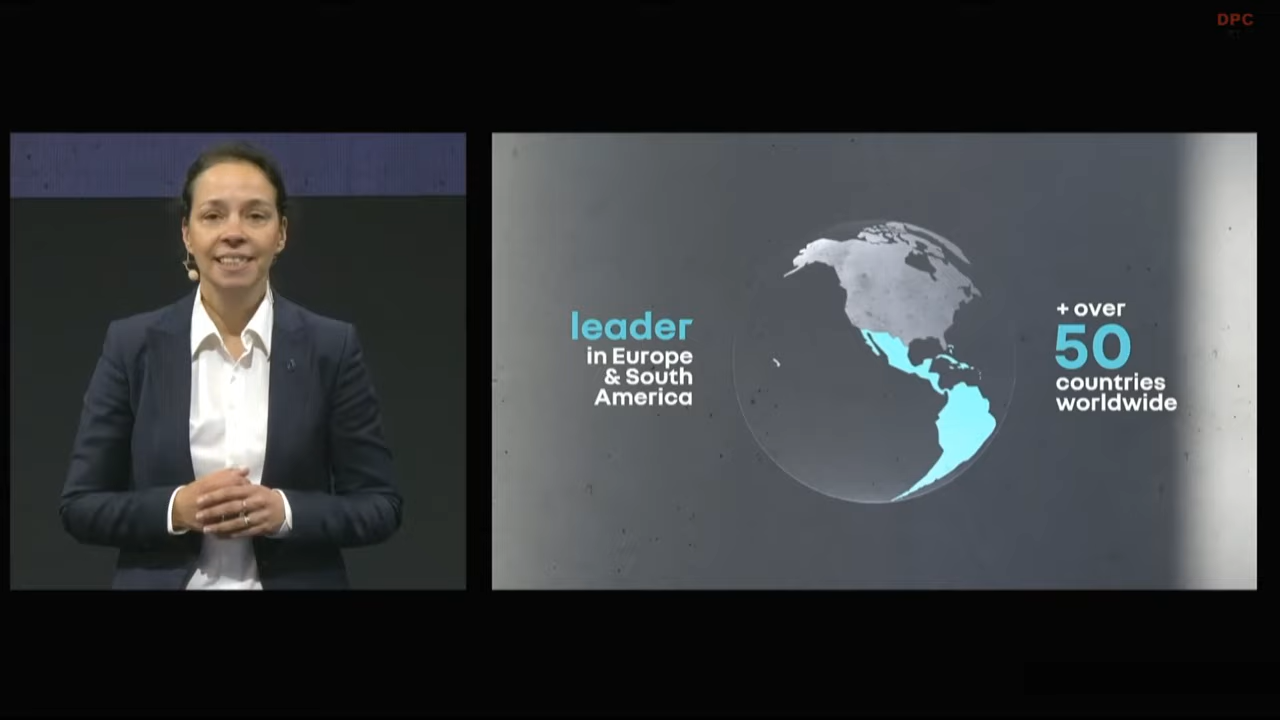 DPC
leader
in Europe
& South
America
+ over
50
countries
worldwide